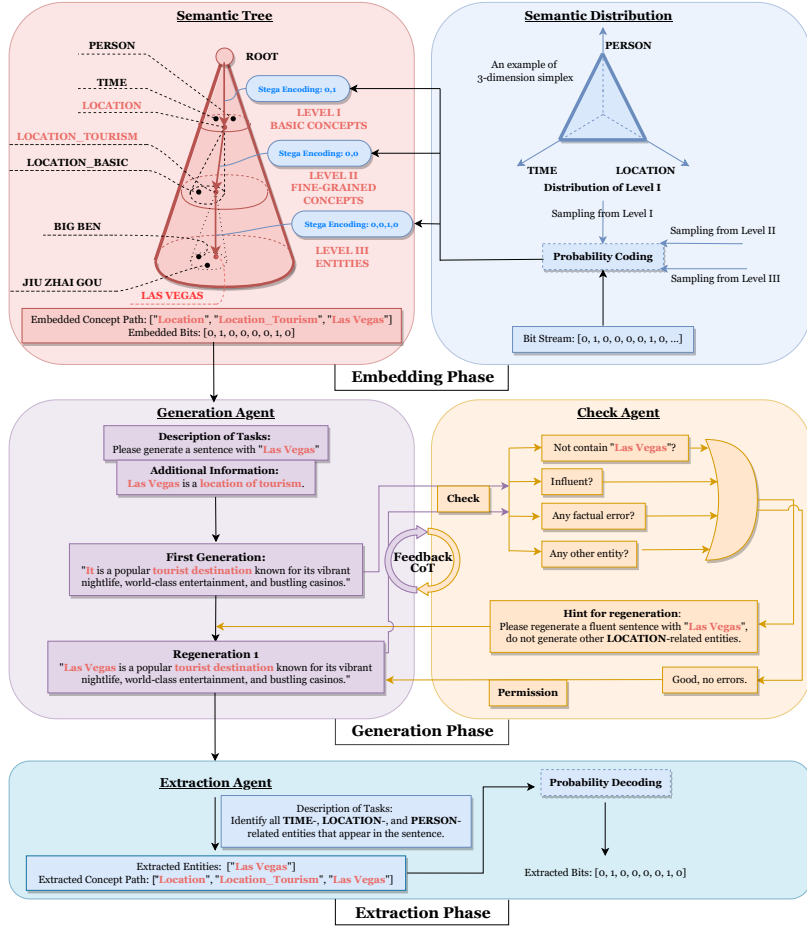 Semantic Tree
PERSON
ROOT
TIME
Stega Encoding: 0,1
LOCATION
LEVEL I
BASIC CONCEPTS
LOCATION_TOURISM
Stega Encoding: 0,0
LOCATION_BASIC
LEVEL II
FINE-GRAINED
CONCEPTS
BIG BEN
Stega Encoding: 0,0,1,0
LEVEL III
ENTITIES
JIU ZHAI GOU
LAS VEGAS
Embedded Concept Path: ["Location", "Location_Tourism", "Las Vegas"]
Embedded Bits: [0, 1, 0, 0, 0, 0, 1, 0]
Semantic Distribution
PERSON
An example of
3-dimension simplex
TIME
LOCATION
Distribution of Level I
Sampling from Level I
Sampling from Level II
Probability Coding
Sampling from Level III
Bit Stream: [0, 1, 0, 0, 0, 0, 1, 0, ...]
Embedding Phase
Generation Agent
Description of Tasks:
Please generate a sentence with "Las Vegas"
Additional Information:
Las Vegas is a location of tourism.
First Generation:
"It is a popular tourist destination known for its vibrant
nightlife, world-class entertainment, and bustling casinos."
Regeneration 1
"Las Vegas is a popular tourist destination known for its vibrant
nightlife, world-class entertainment, and bustling casinos."
Feedback
CoT
Check Agent
Check
Not contain "Las Vegas"?
Influent?
Any factual error?
Any other entity?
Hint for regeneration:
Please regenerate a fluent sentence with "Las Vegas",
do not generate other LOCATION-related entities.
Good, no errors.
Permission
Generation Phase
Extraction Agent
Description of Tasks:
Identify all TIME-, LOCATION-, and PERSON-
related entities that appear in the sentence.
Extracted Entities: ["Las Vegas"]
Extracted Concept Path: ["Location", "Location_Tourism", "Las Vegas"]
Probability Decoding
Extracted Bits: [0, 1, 0, 0, 0, 0, 1, 0]
Extraction Phase